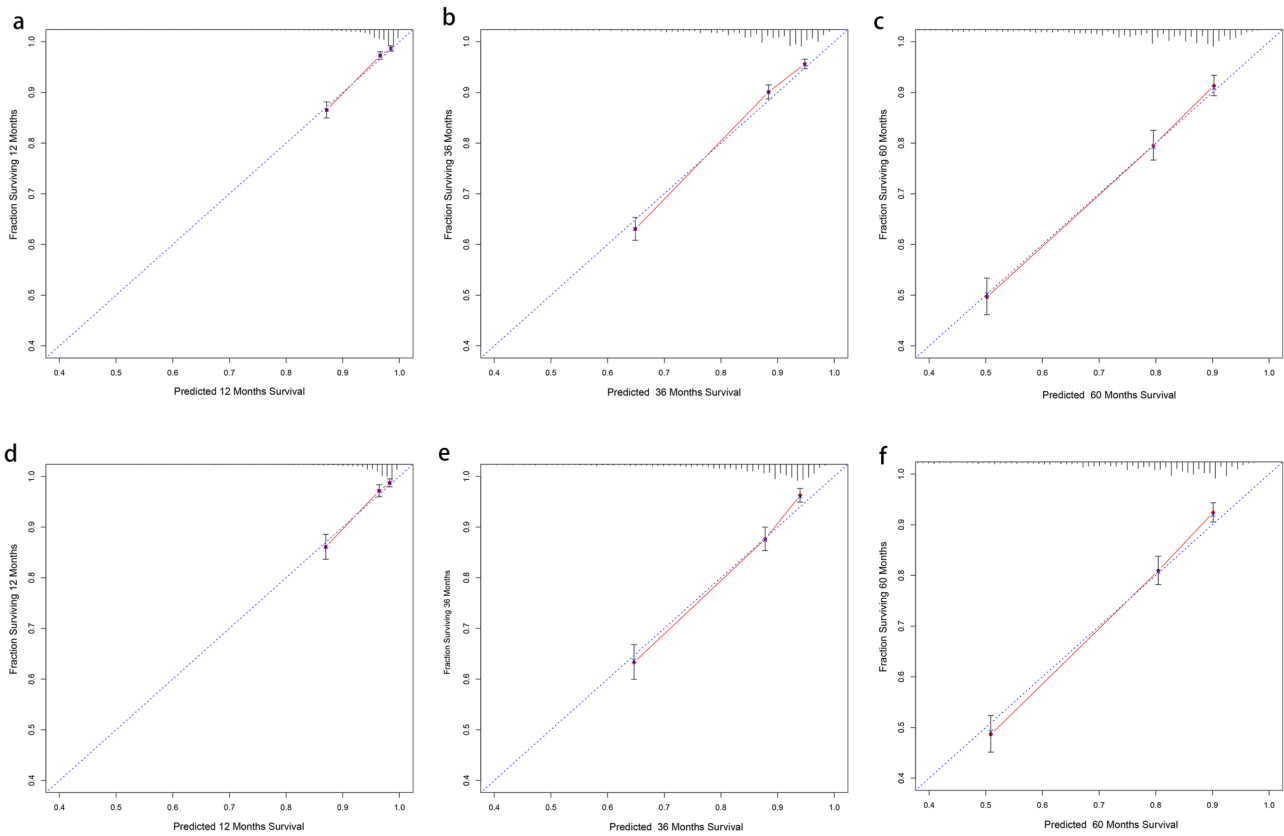 a
Fraction Surviving 12 Months
1.0
0.9
0.8
0.7
0.6
0.5
0.4
0.4 0.5 0.6 0.7 0.8 0.9 1.0
Predicted 12 Months Survival
b
Fraction Surviving 36 Months
1.0
0.9
0.8
0.7
0.6
0.5
0.4
0.4 0.5 0.6 0.7 0.8 0.9 1.0
Predicted 36 Months Survival
c
Fraction Surviving 60 Months
1.0
0.9
0.8
0.7
0.6
0.5
0.4
0.4 0.5 0.6 0.7 0.8 0.9 1.0
Predicted 60 Months Survival
d
Fraction Surviving 12 Months
1.0
0.9
0.8
0.7
0.6
0.5
0.4
0.4 0.5 0.6 0.7 0.8 0.9 1.0
Predicted 12 Months Survival
e
Fraction Surviving 36 Months
1.0
0.9
0.8
0.7
0.6
0.5
0.4
0.4 0.5 0.6 0.7 0.8 0.9 1.0
Predicted 36 Months Survival
f
Fraction Surviving 60 Months
1.0
0.9
0.8
0.7
0.6
0.5
0.4
0.4 0.5 0.6 0.7 0.8 0.9 1.0
Predicted 60 Months Survival